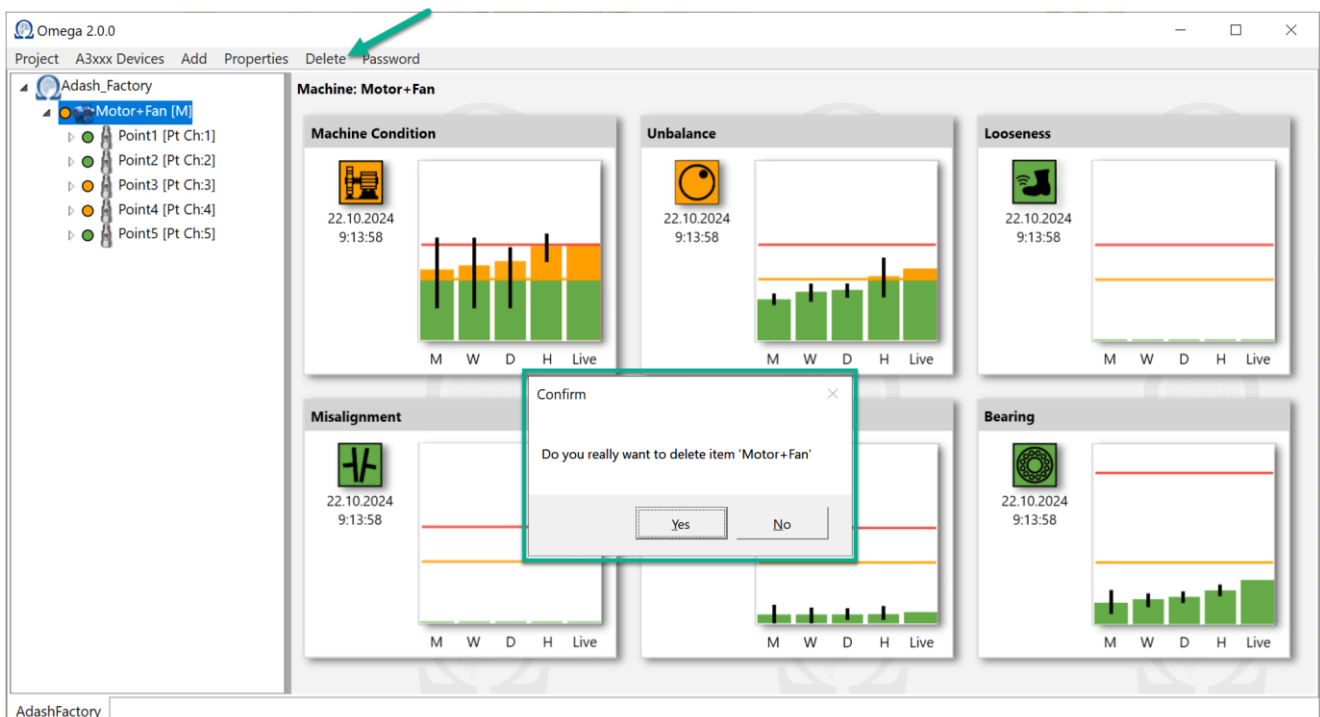 Omega 2.0.0
Project A3xxx Devices Add Properties Delete Password
Adash_Factory
Motor+Fan [M]
Point1 [Pt Ch:1]
Point2 [Pt Ch:2]
Point3 [Pt Ch:3]
Point4 [Pt Ch:4]
Point5 [Pt Ch:5]
Machine: Motor+Fan
Machine Condition
22.10.2024
9:13:58
M W D H Live
Unbalance
22.10.2024
9:13:58
M W D H Live
Looseness
22.10.2024
9:13:58
M W D H Live
Misalignment
22.10.2024
9:13:58
M W D H Live
Confirm
Do you really want to delete item 'Motor+Fan'
Yes No
M W D H Live
Bearing
22.10.2024
9:13:58
M W D H Live
AdashFactory